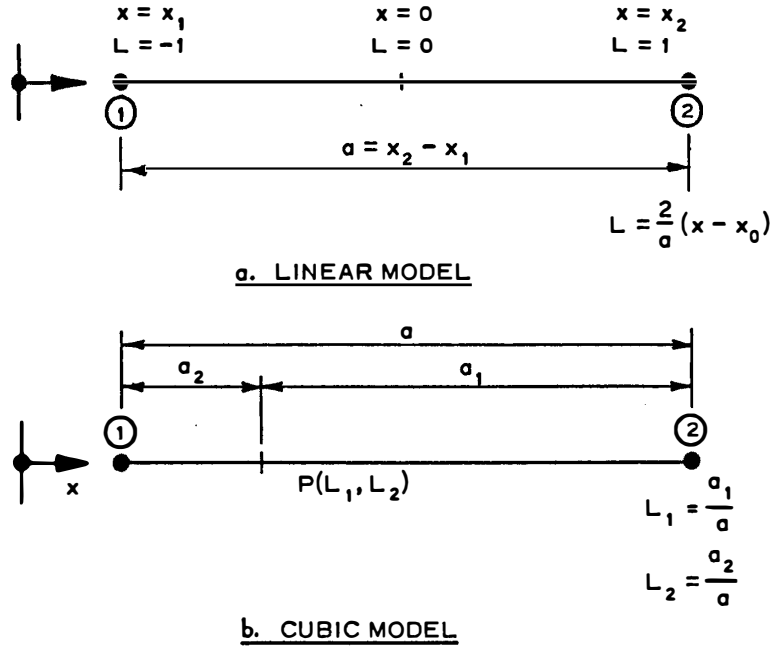 x = x₁ x = 0 x = x₂
L = -1 L = 0 L = 1
1 2
a = x₂ - x₁
L = 2/a (x - x₀)
a. LINEAR MODEL
a
a₂ a₁
1 2
x P(L₁, L₂)
L₁ = a₁/a
L₂ = a₂/a
b. CUBIC MODEL